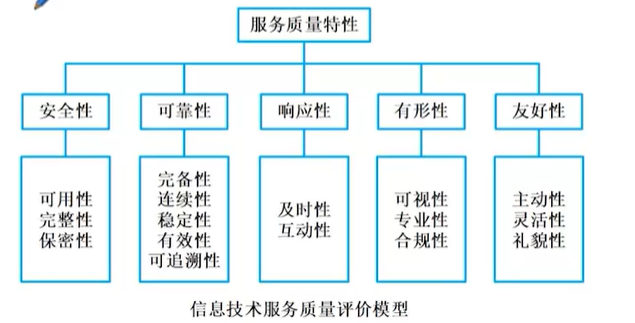 服务质量特性
安全性
可靠性
响应性
有形性
友好性
可用性
完整性
保密性
完备性
连续性
稳定性
有效性
可追溯性
及时性
互动性
可视性
专业性
合规性
主动性
灵活性
礼貌性
信息技术服务质量评价模型